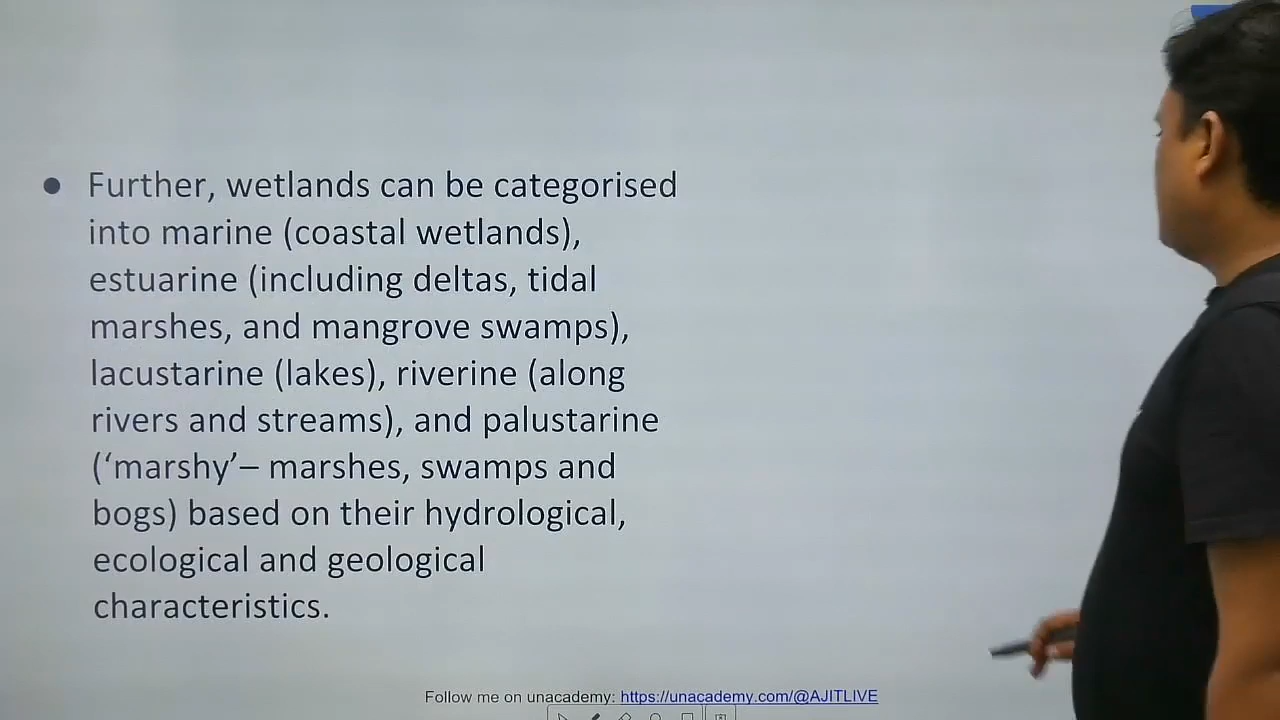 ● Further, wetlands can be categorised
into marine (coastal wetlands),
estuarine (including deltas, tidal
marshes, and mangrove swamps),
lacustarine (lakes), riverine (along
rivers and streams), and palustarine
(‘marshy’– marshes, swamps and
bogs) based on their hydrological,
ecological and geological
characteristics.
Follow me on unacademy: https://unacademy.com/@AJITLIVE